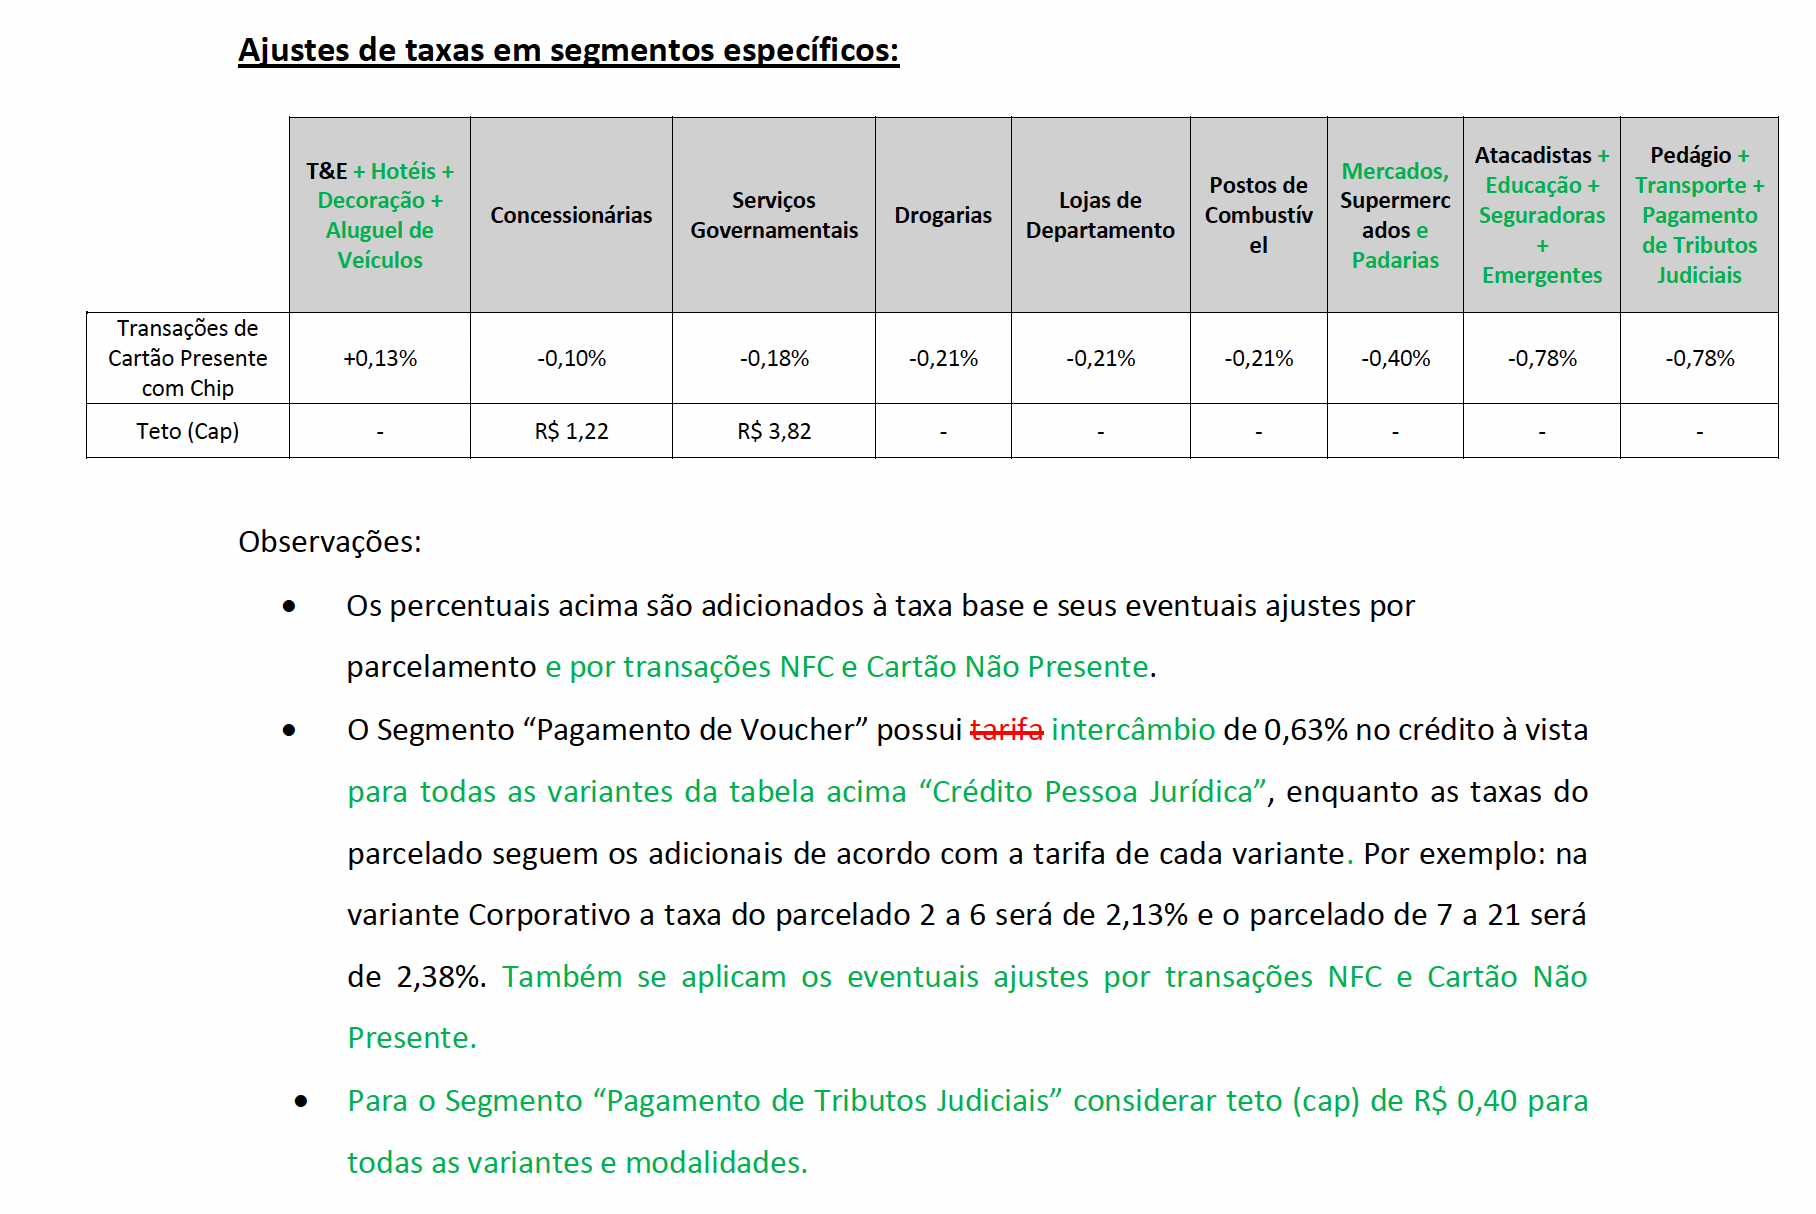 Ajustes de taxas em segmentos específicos:
T&E + Hotéis +
Decoração +
Aluguel de
Veículos
Concessionárias
Serviços
Governamentais
Drogarias
Lojas de
Departamento
Postos de
Combustív
el
Mercados,
Supermerc
ados e
Padarias
Atacadistas +
Educação +
Seguradoras
+
Emergentes
Pedágio +
Transporte +
Pagamento
de Tributos
Judiciais
Transações de
Cartão Presente
com Chip
+0,13%
-0,10%
-0,18%
-0,21%
-0,21%
-0,21%
-0,40%
-0,78%
-0,78%
Teto (Cap)
-
R$ 1,22
R$ 3,82
-
-
-
-
-
-
Observações:
• Os percentuais acima são adicionados à taxa base e seus eventuais ajustes por
parcelamento e por transações NFC e Cartão Não Presente.
• O Segmento “Pagamento de Voucher” possui tarifa intercâmbio de 0,63% no crédito à vista
para todas as variantes da tabela acima “Crédito Pessoa Jurídica”, enquanto as taxas do
parcelado seguem os adicionais de acordo com a tarifa de cada variante. Por exemplo: na
variante Corporativo a taxa do parcelado 2 a 6 será de 2,13% e o parcelado de 7 a 21 será
de 2,38%. Também se aplicam os eventuais ajustes por transações NFC e Cartão Não
Presente.
• Para o Segmento “Pagamento de Tributos Judiciais” considerar teto (cap) de R$ 0,40 para
todas as variantes e modalidades.